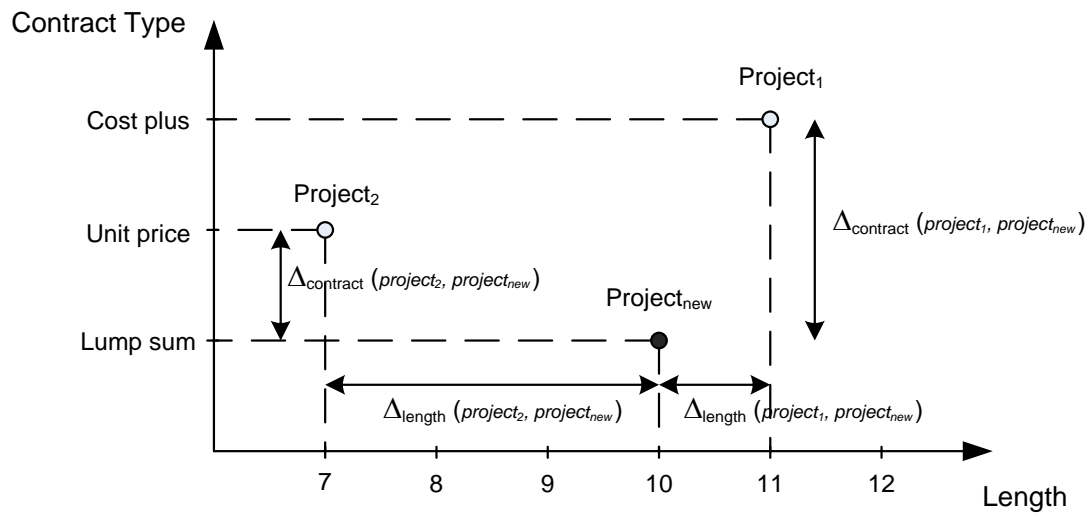 Contract Type
Project1
Cost plus
Project2
Unit price
Δcontract (project1, projectnew)
Δcontract (project2, projectnew)
Projectnew
Lump sum
Δlength (project2, projectnew)
Δlength (project1, projectnew)
7 8 9 10 11 12
Length